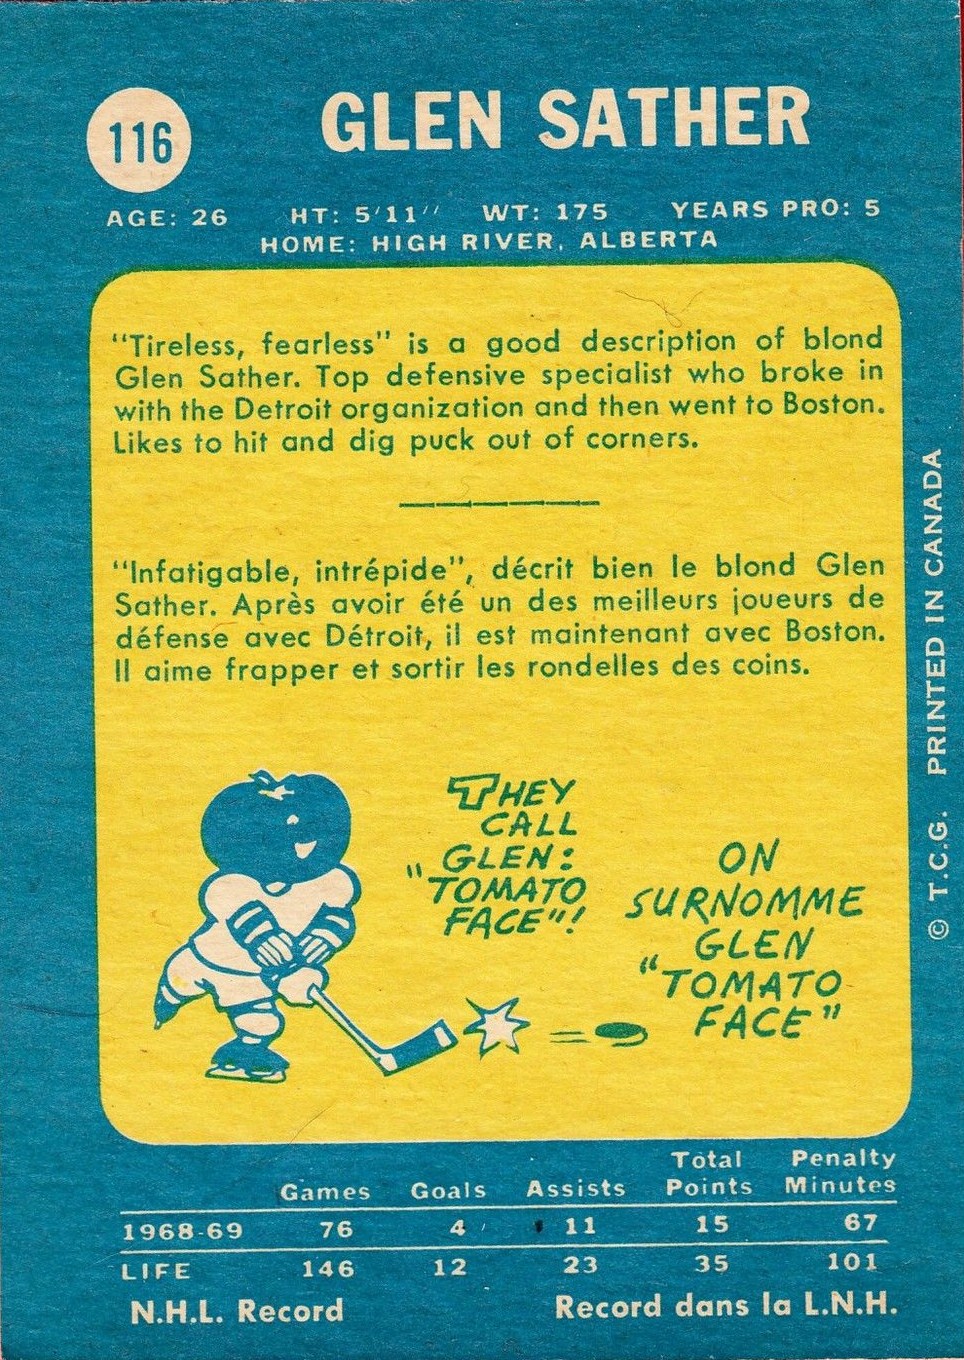 116
GLEN SATHER
AGE: 26 HT: 5'11" WT: 175 YEARS PRO: 5
HOME: HIGH RIVER, ALBERTA
"Tireless, fearless" is a good description of blond
Glen Sather. Top defensive specialist who broke in
with the Detroit organization and then went to Boston.
Likes to hit and dig puck out of corners.
"Infatigable, intrépide", décrit bien le blond Glen
Sather. Après avoir été un des meilleurs joueurs de
défense avec Détroit, il est maintenant avec Boston.
Il aime frapper et sortir les rondelles des coins.
THEY
CALL
"GLEN:
"TOMATO
FACE"!
ON
SURNOMME
GLEN
"TOMATO
FACE"
© T.C.G. PRINTED IN CANADA
Games Goals Assists Total Points Penalty Minutes
1968-69 76 4 11 15 67
LIFE 146 12 23 35 101
N.H.L. Record Record dans la L.N.H.